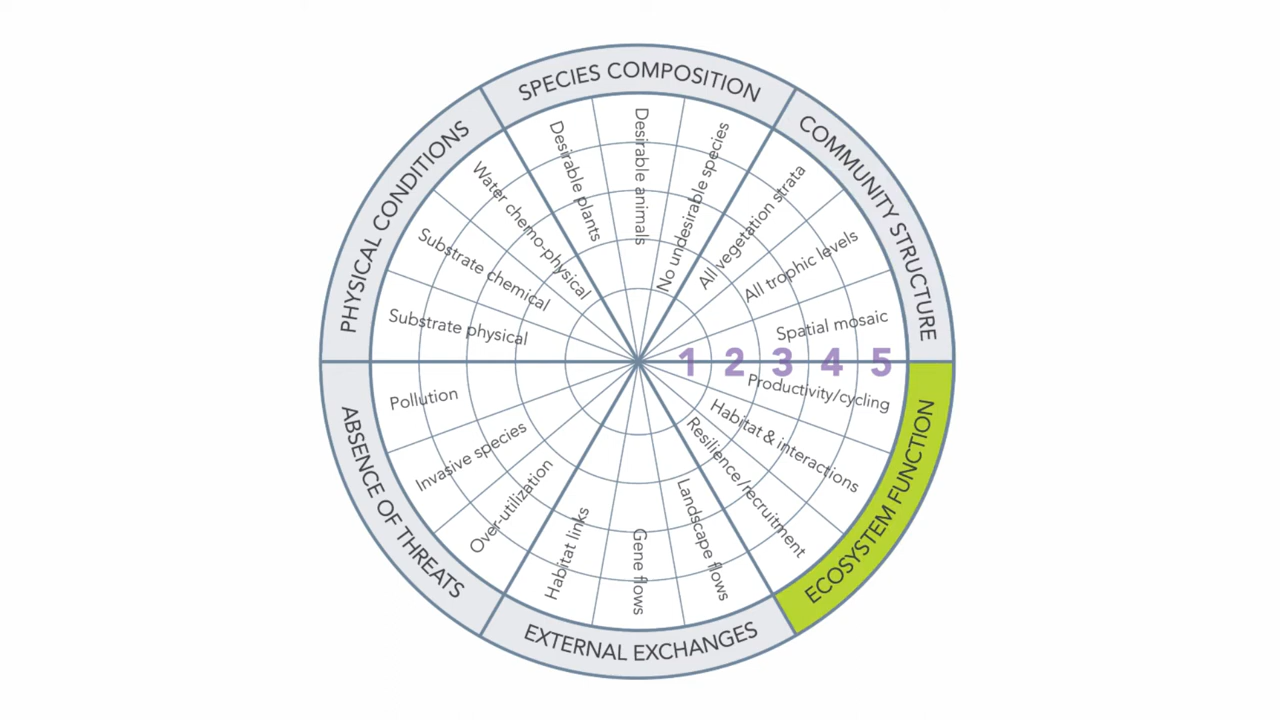 SPECIES COMPOSITION
Desirable plants
Desirable animals
No undesirable species
COMMUNITY STRUCTURE
All vegetation strata
All trophic levels
Spatial mosaic
1 2 3 4 5
ECOSYSTEM FUNCTION
Productivity/cycling
Habitat & interactions
Resilience/recruitment
EXTERNAL EXCHANGES
Landscape flows
Gene flows
Habitat links
ABSENCE OF THREATS
Over-utilization
Invasive species
Pollution
PHYSICAL CONDITIONS
Substrate physical
Substrate chemical
Water chemo-physical